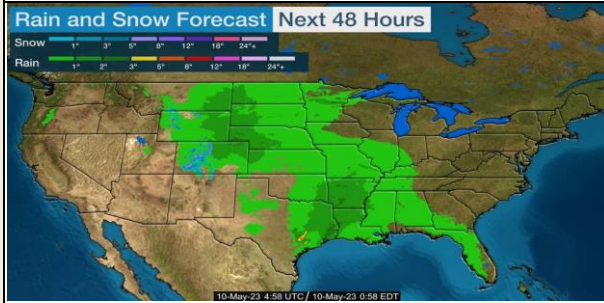 Rain and Snow Forecast Next 48 Hours
Snow
1" 3" 5" 8" 12" 18" 24"+
Rain
1" 2" 3" 5" 8" 12" 18" 24"+
10-May-23 4:58 UTC / 10-May-23 0:58 EDT